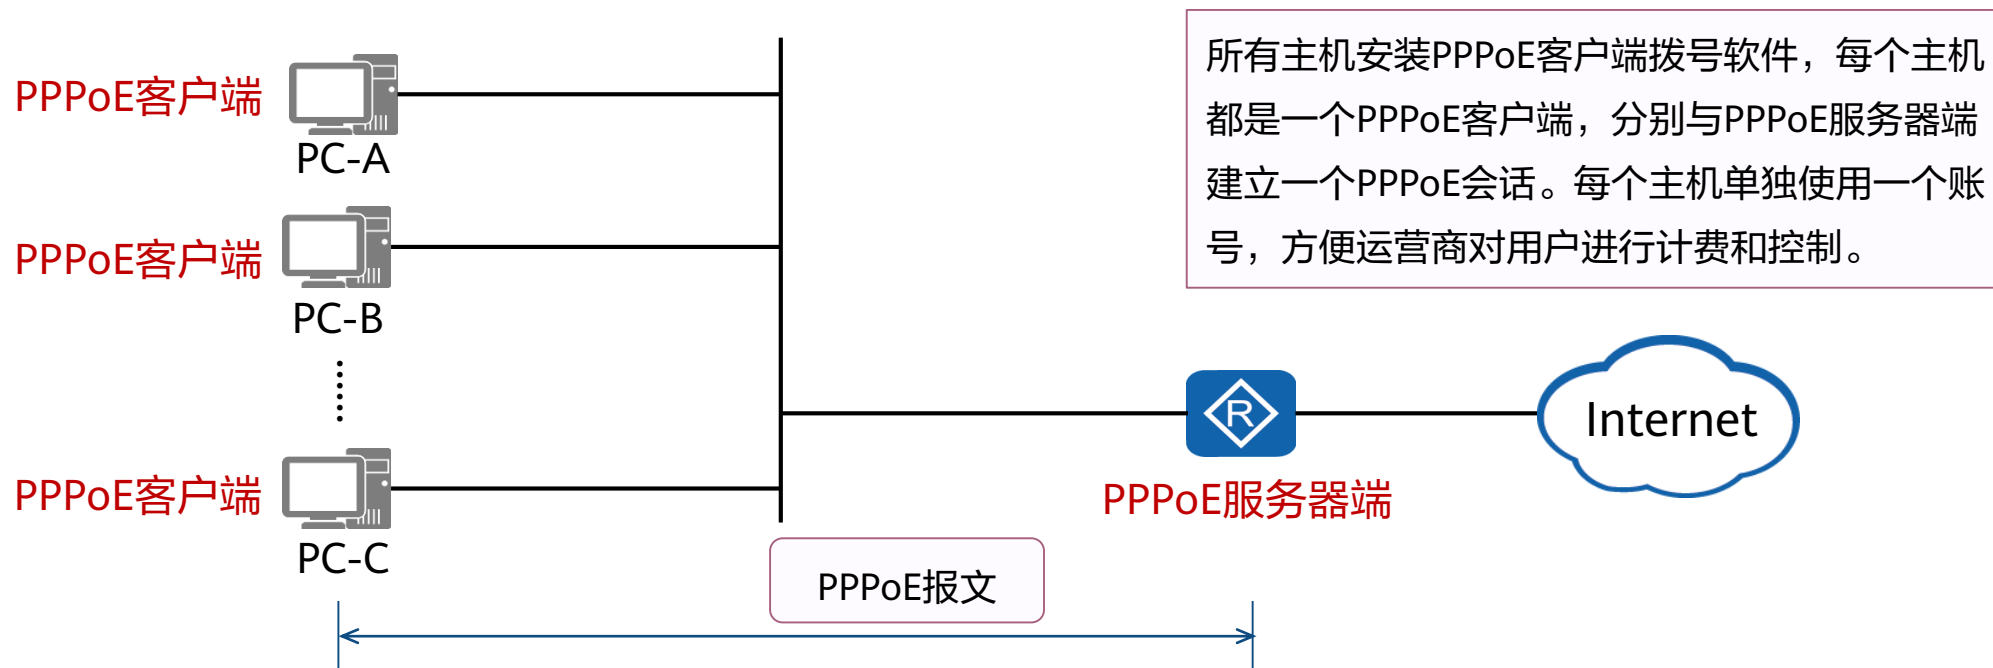 所有主机安装PPPoE客户端拨号软件，每个主机
都是一个PPPoE客户端，分别与PPPoE服务器端
建立一个PPPoE会话。每个主机单独使用一个账
号，方便运营商对用户进行计费和控制。
PPPoE客户端
PC-A
PPPoE客户端
PC-B
......
Internet
PPPoE客户端
PPPoE服务器端
PC-C
PPPoE报文
R